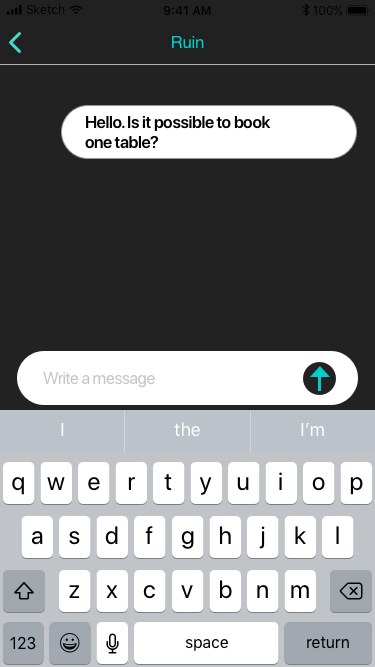 Sketch 9:41 AM 100%
Ruin
Hello. Is it possible to book
one table?
Write a message
I the I'm
q w e r t y u i o p
a s d f g h j k l
z x c v b n m
123 space return